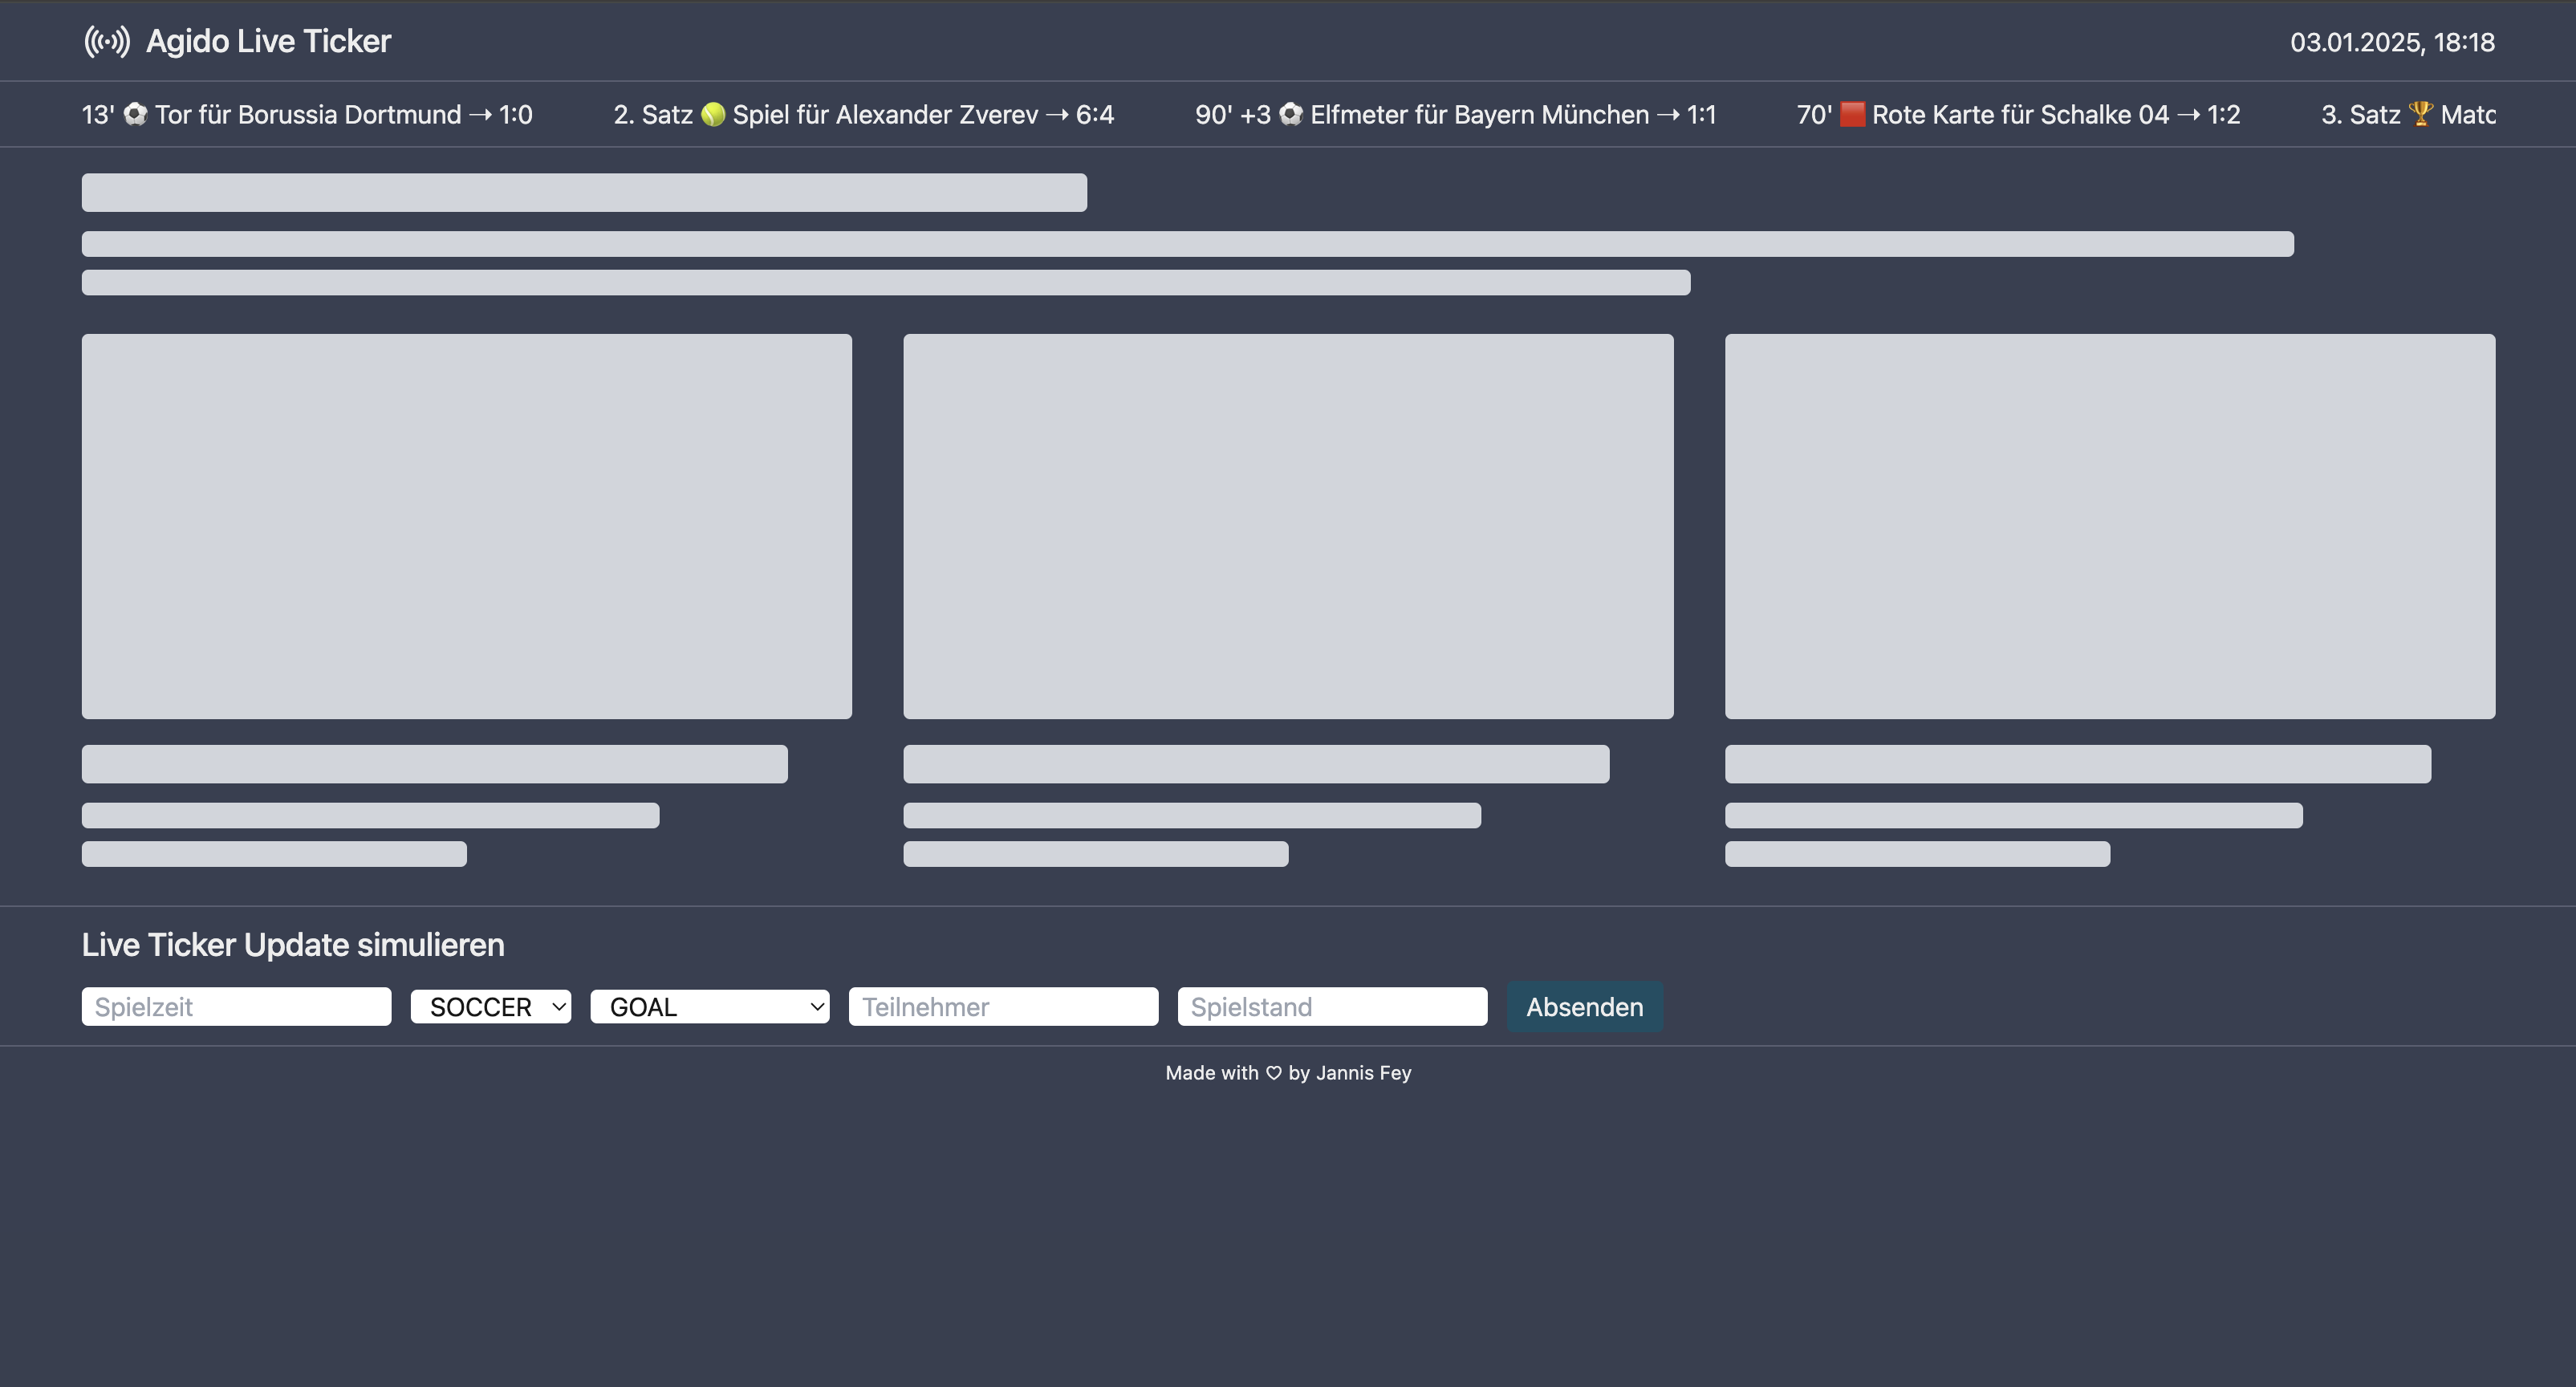 Agido Live Ticker
03.01.2025, 18:18
13' ⚽ Tor für Borussia Dortmund → 1:0 2. Satz 🎾 Spiel für Alexander Zverev → 6:4 90' +3 ⚽ Elfmeter für Bayern München → 1:1 70' 🟥 Rote Karte für Schalke 04 → 1:2 3. Satz 🏆 Matc
Live Ticker Update simulieren
Spielzeit SOCCER GOAL Teilnehmer Spielstand Absenden
Made with ♡ by Jannis Fey